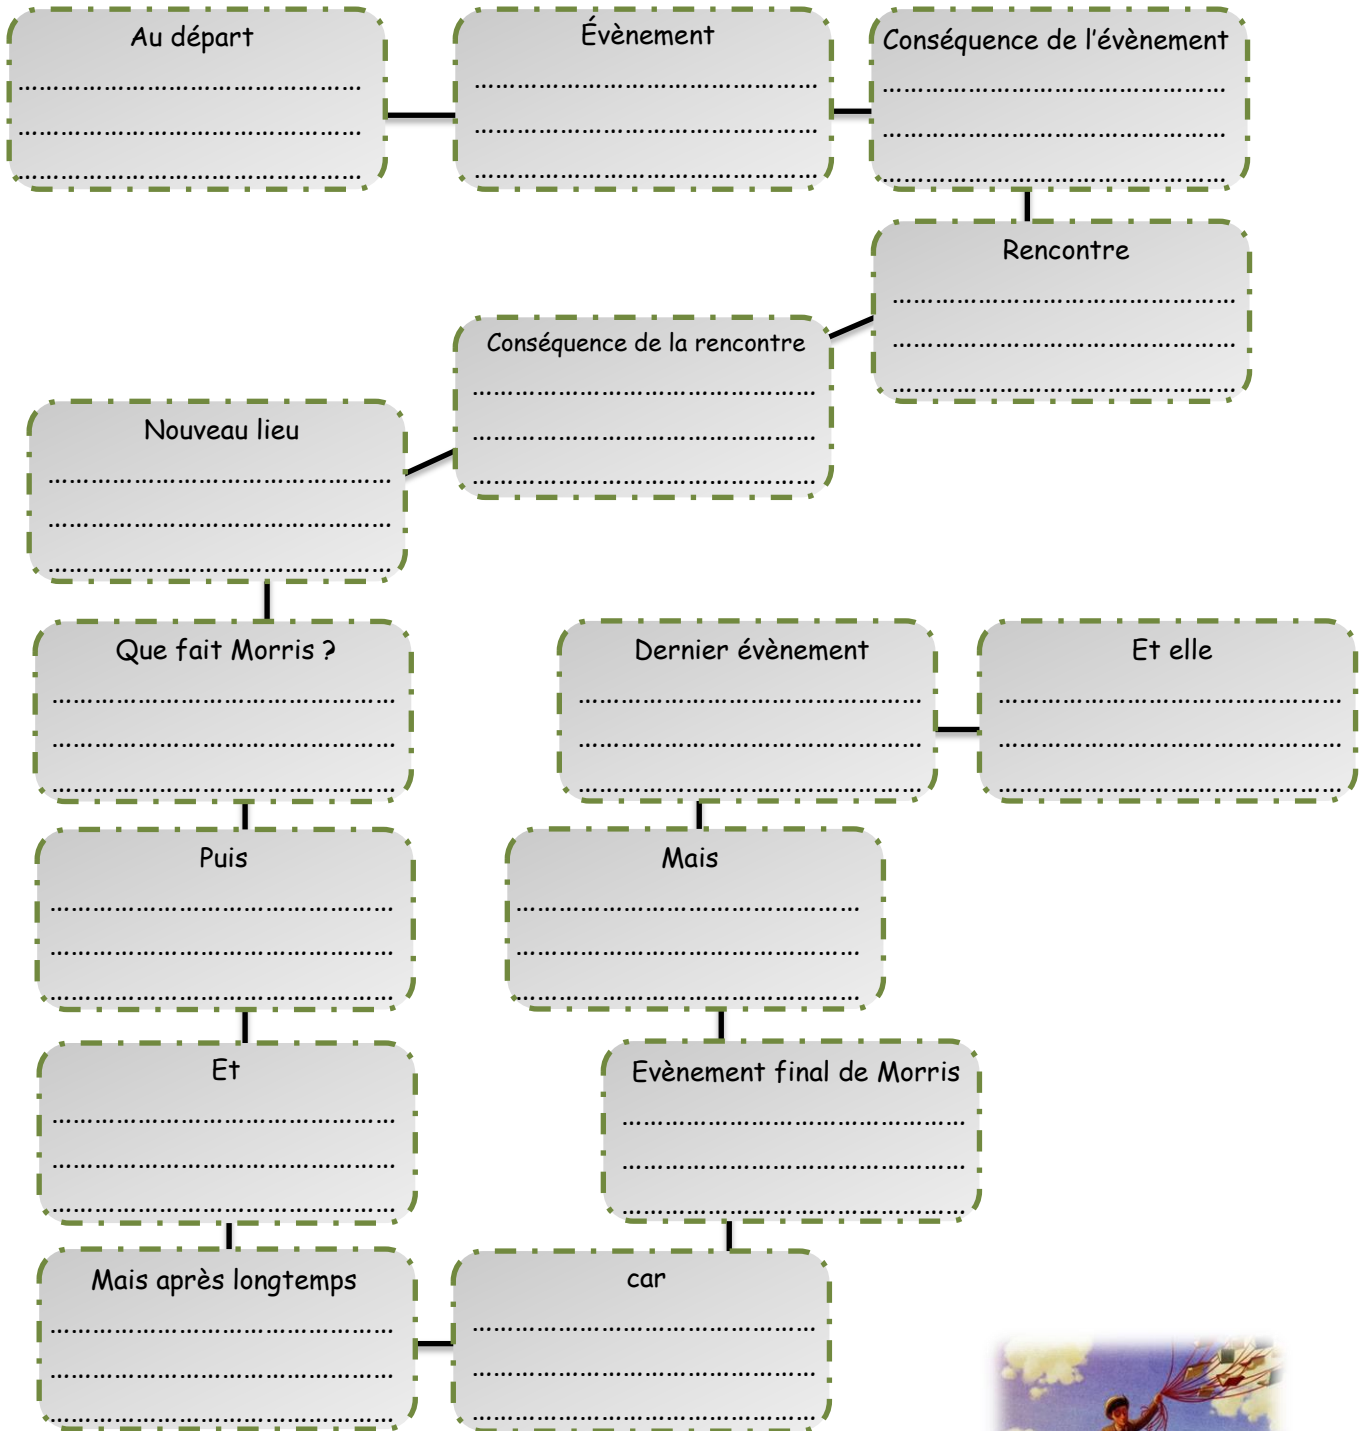 Au départ
Évènement
Conséquence de l'évènement
Rencontre
Conséquence de la rencontre
Nouveau lieu
Que fait Morris ?
Puis
Et
Mais après longtemps
car
Evènement final de Morris
Mais
Dernier évènement
Et elle